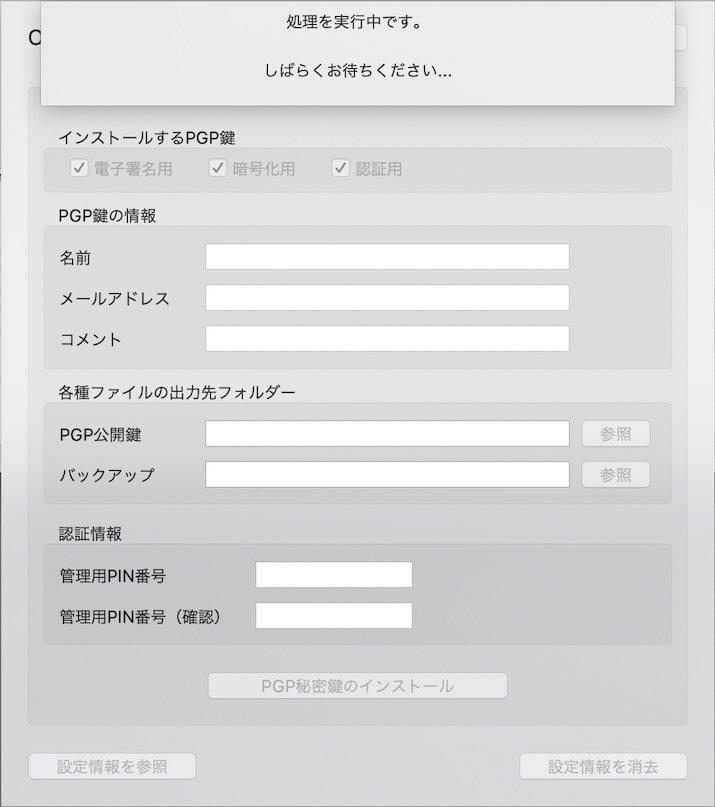 処理を実行中です。
しばらくお待ちください...
インストールするPGP鍵
電子署名用 暗号化用 認証用
PGP鍵の情報
名前
メールアドレス
コメント
各種ファイルの出力先フォルダー
PGP公開鍵 参照
バックアップ 参照
認証情報
管理用PIN番号
管理用PIN番号（確認）
PGP秘密鍵のインストール
設定情報を参照 設定情報を消去